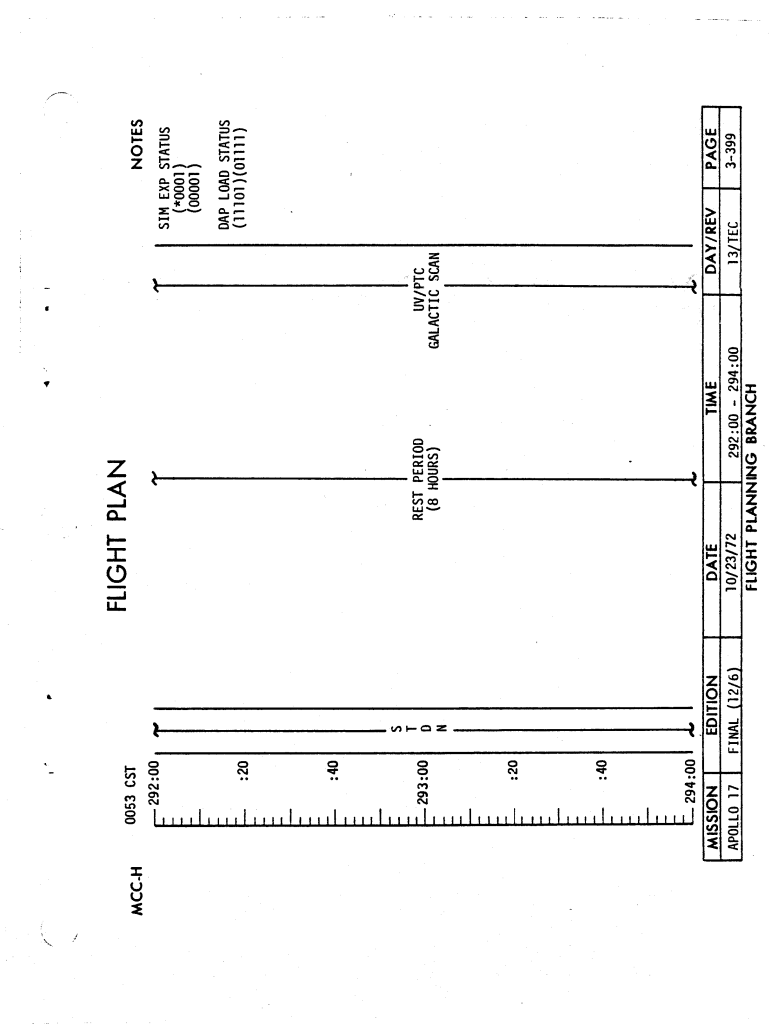 FLIGHT PLAN
MCC-H
0053 CST
NOTES
292:00
:20
:40
293:00
:20
:40
294:00
S
T
D
N
REST PERIOD
(8 HOURS)
UV/PTC
GALACTIC SCAN
SIM EXP STATUS
(*0001)
(00001)
DAP LOAD STATUS
(11101)(01111)
MISSION EDITION DATE TIME DAY/REV PAGE
APOLLO 17 FINAL (12/6) 10/23/72 292:00 - 294:00 13/TEC 3-399
FLIGHT PLANNING BRANCH